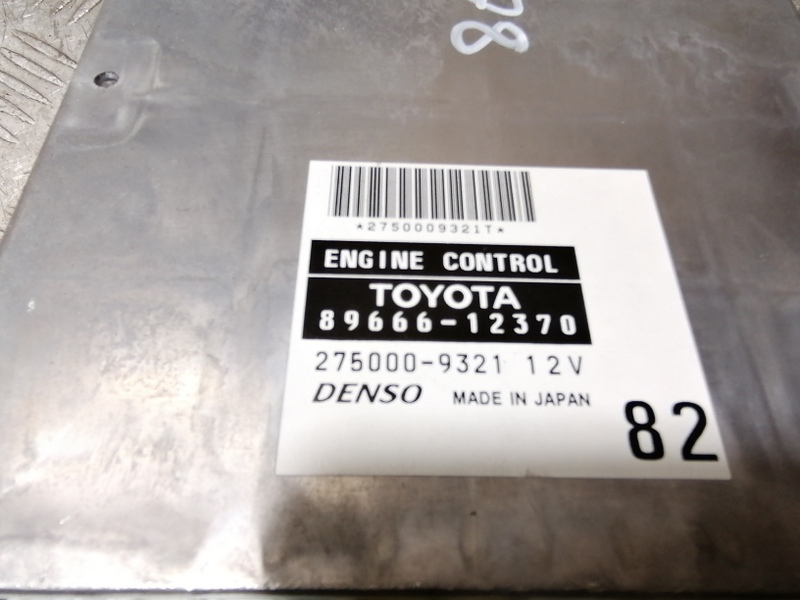 *2750009321T*
ENGINE CONTROL
TOYOTA
89666-12370
275000-9321 12V
DENSO MADE IN JAPAN
82